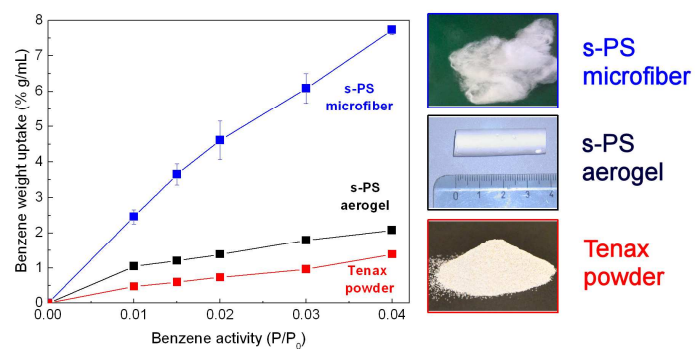 8
7
6
5
4
3
2
1
0
0.00
0.01
0.02
0.03
0.04
Benzene weight uptake (% g/mL)
Benzene activity (P/P0)
s-PS
microfiber
s-PS
aerogel
Tenax
powder
s-PS
microfiber
s-PS
aerogel
0 1 2 3 4
Tenax
powder